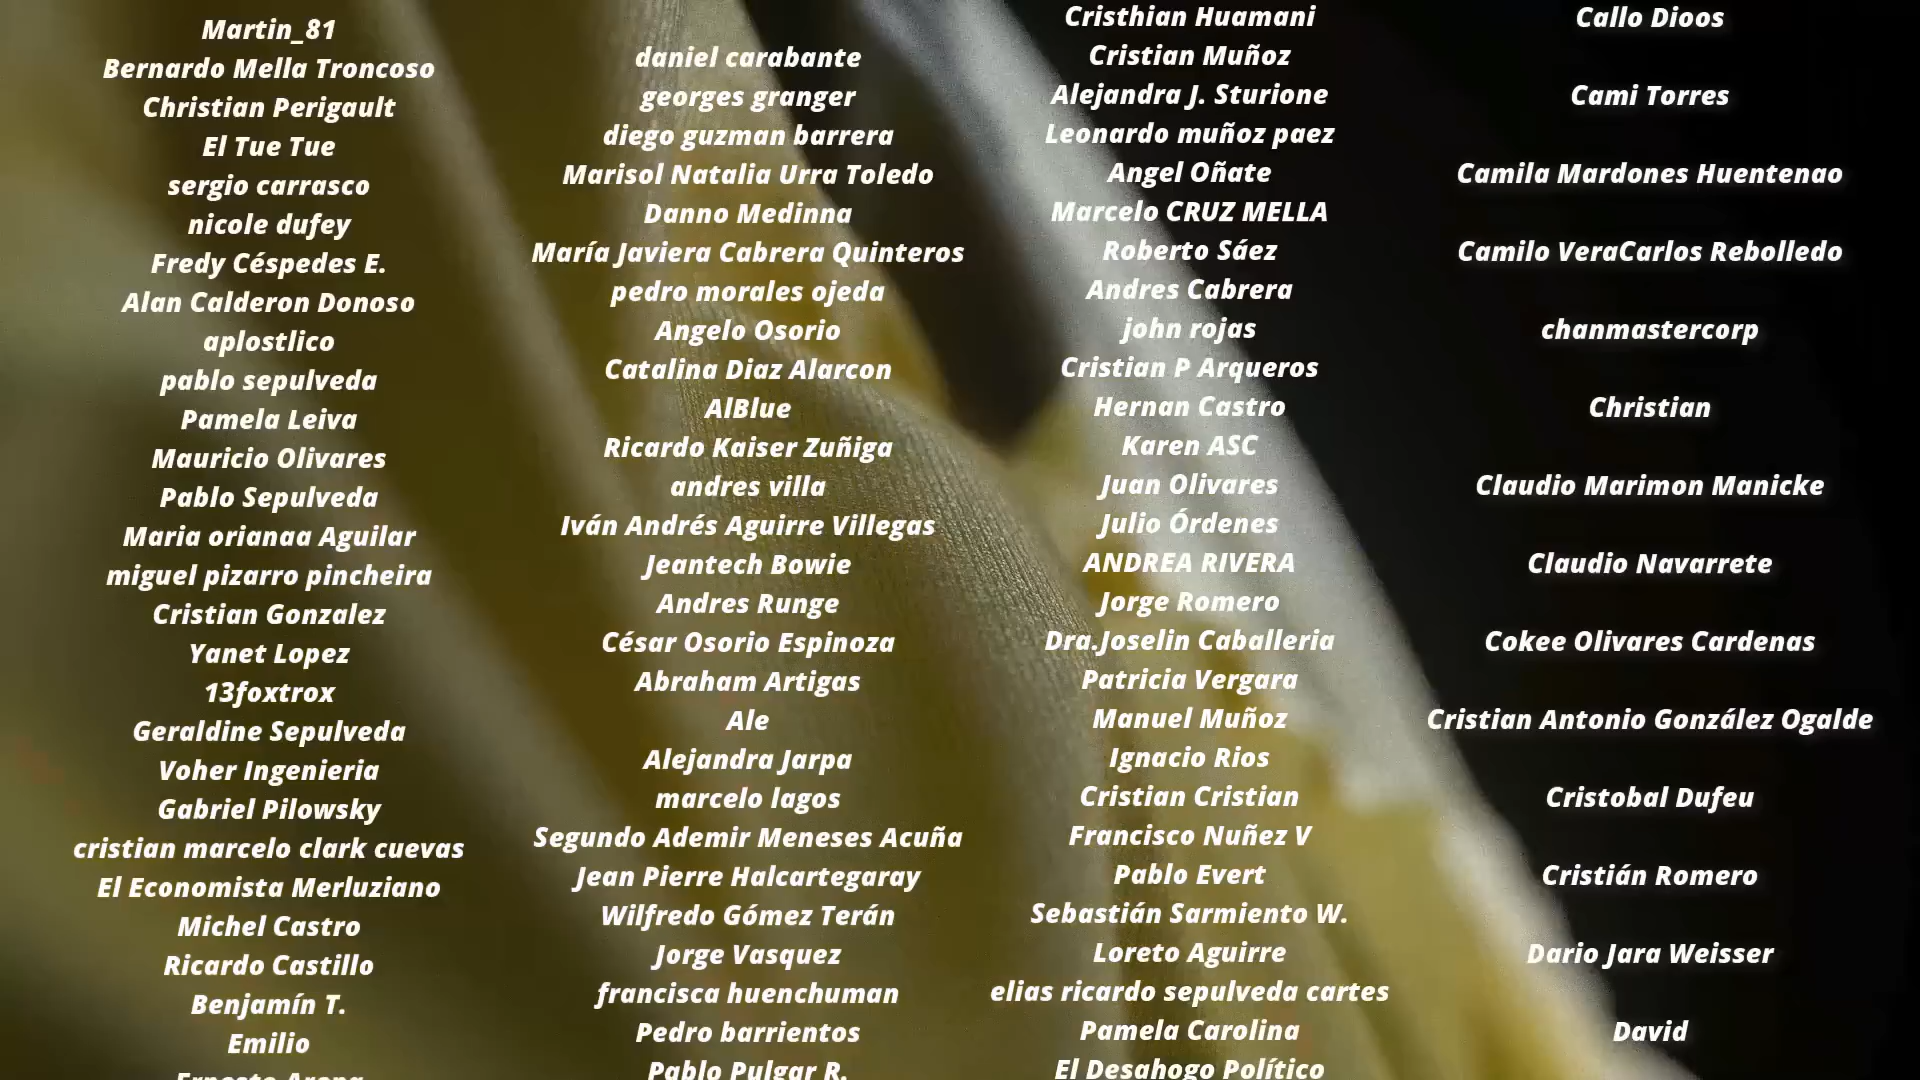 Martin_81
Bernardo Mella Troncoso
Christian Perigault
El Tue Tue
sergio carrasco
nicole dufey
Fredy Céspedes E.
Alan Calderon Donoso
aplostlico
pablo sepulveda
Pamela Leiva
Mauricio Olivares
Pablo Sepulveda
Maria orianaa Aguilar
miguel pizarro pincheira
Cristian Gonzalez
Yanet Lopez
13foxtrox
Geraldine Sepulveda
Voher Ingenieria
Gabriel Pilowsky
cristian marcelo clark cuevas
El Economista Merluziano
Michel Castro
Ricardo Castillo
Benjamín T.
Emilio
Ernesto Arena
daniel carabante
georges granger
diego guzman barrera
Marisol Natalia Urra Toledo
Danno Medinna
María Javiera Cabrera Quinteros
pedro morales ojeda
Angelo Osorio
Catalina Diaz Alarcon
AlBlue
Ricardo Kaiser Zuñiga
andres villa
Iván Andrés Aguirre Villegas
Jeantech Bowie
Andres Runge
César Osorio Espinoza
Abraham Artigas
Ale
Alejandra Jarpa
marcelo lagos
Segundo Ademir Meneses Acuña
Jean Pierre Halcartegaray
Wilfredo Gómez Terán
Jorge Vasquez
francisca huenchuman
Pedro barrientos
Pablo Pulgar R.
Cristhian Huamani
Cristian Muñoz
Alejandra J. Sturione
Leonardo muñoz paez
Angel Oñate
Marcelo CRUZ MELLA
Roberto Sáez
Andres Cabrera
john rojas
Cristian P Arqueros
Hernan Castro
Karen ASC
Juan Olivares
Julio Órdenes
ANDREA RIVERA
Jorge Romero
Dra.Joselin Caballeria
Patricia Vergara
Manuel Muñoz
Ignacio Rios
Cristian Cristian
Francisco Nuñez V
Pablo Evert
Sebastián Sarmiento W.
Loreto Aguirre
elias ricardo sepulveda cartes
Pamela Carolina
El Desahogo Político
Callo Dioos
Cami Torres
Camila Mardones Huentenao
Camilo VeraCarlos Rebolledo
chanmastercorp
Christian
Claudio Marimon Manicke
Claudio Navarrete
Cokee Olivares Cardenas
Cristian Antonio González Ogalde
Cristobal Dufeu
Cristián Romero
Dario Jara Weisser
David